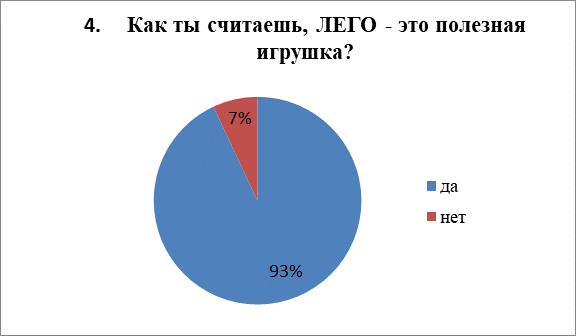 4. Как ты считаешь, ЛЕГО - это полезная
игрушка?
7%
да
нет
93%